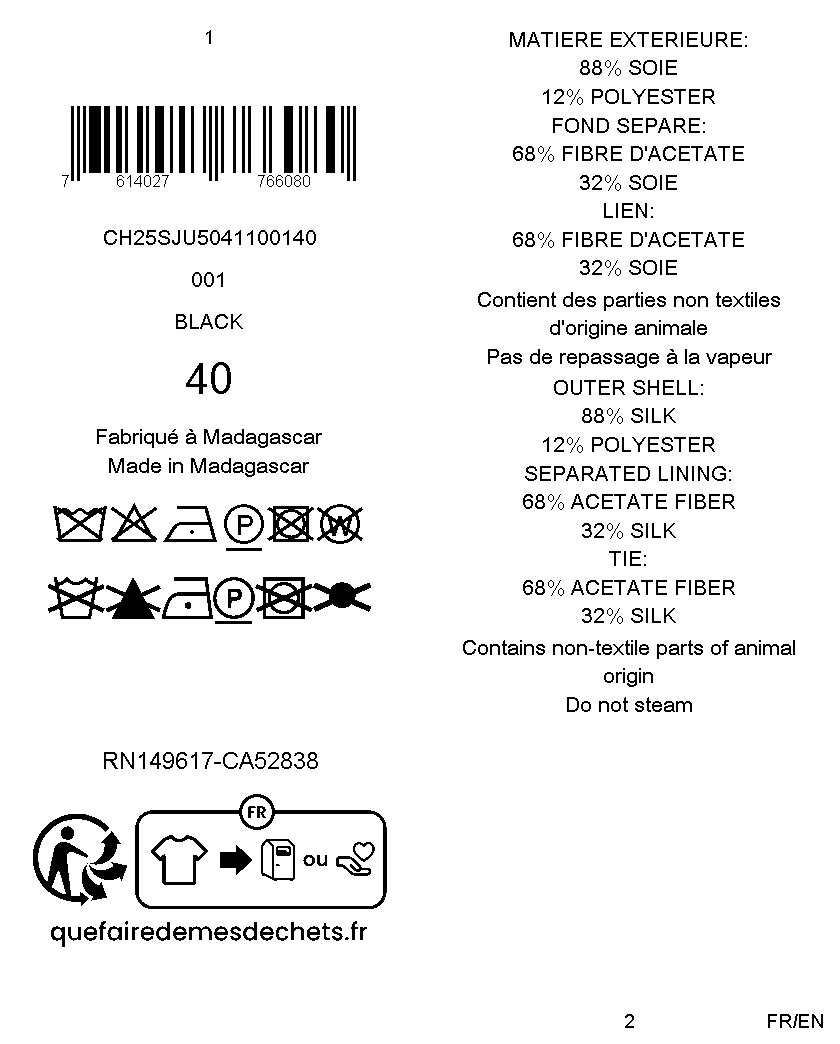 1
7 614027 766080
CH25SJU5041100140
001
BLACK
40
Fabriqué à Madagascar
Made in Madagascar
P W
P
RN149617-CA52838
FR
ou
quefairedemesdechets.fr
MATIERE EXTERIEURE:
88% SOIE
12% POLYESTER
FOND SEPARE:
68% FIBRE D'ACETATE
32% SOIE
LIEN:
68% FIBRE D'ACETATE
32% SOIE
Contient des parties non textiles
d'origine animale
Pas de repassage à la vapeur
OUTER SHELL:
88% SILK
12% POLYESTER
SEPARATED LINING:
68% ACETATE FIBER
32% SILK
TIE:
68% ACETATE FIBER
32% SILK
Contains non-textile parts of animal
origin
Do not steam
2
FR/EN